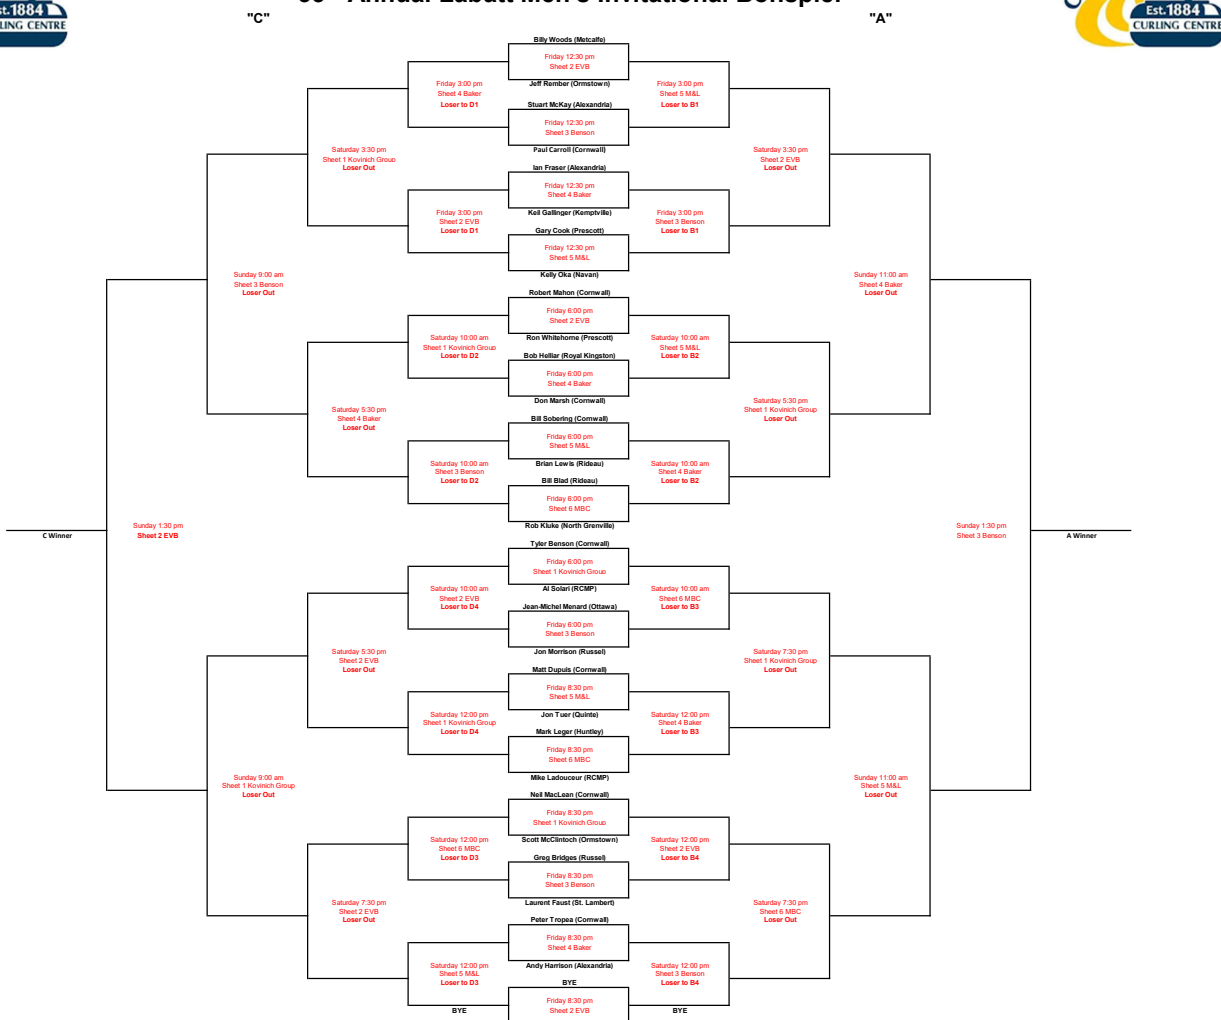 Est.1884
CURLING CENTRE
"C"
"A"
Est.1884
CURLING CENTRE
Billy Woods (Metcalfe)
Friday 12:30 pm
Sheet 2 EVB
Jeff Rember (Ormstown)
Friday 3:00 pm
Sheet 4 Baker
Loser to D1
Friday 3:00 pm
Sheet 5 M&L
Loser to B1
Stuart McKay (Alexandria)
Friday 12:30 pm
Sheet 3 Benson
Paul Carroll (Cornwall)
Saturday 3:30 pm
Sheet 1 Kovinich Group
Loser Out
Saturday 3:30 pm
Sheet 2 EVB
Loser Out
Ian Fraser (Alexandria)
Friday 12:30 pm
Sheet 4 Baker
Keil Gallinger (Kemptville)
Friday 3:00 pm
Sheet 2 EVB
Loser to D1
Friday 3:00 pm
Sheet 3 Benson
Loser to B1
Gary Cook (Prescott)
Friday 12:30 pm
Sheet 5 M&L
Kelly Oka (Navan)
Sunday 9:00 am
Sheet 3 Benson
Loser Out
Sunday 11:00 am
Sheet 4 Baker
Loser Out
Robert Mahon (Cornwall)
Friday 6:00 pm
Sheet 2 EVB
Ron Whitehorne (Prescott)
Saturday 10:00 am
Sheet 1 Kovinich Group
Loser to D2
Saturday 10:00 am
Sheet 5 M&L
Loser to B2
Bob Helliar (Royal Kingston)
Friday 6:00 pm
Sheet 4 Baker
Don Marsh (Cornwall)
Saturday 5:30 pm
Sheet 4 Baker
Loser Out
Saturday 5:30 pm
Sheet 1 Kovinich Group
Loser Out
Bill Sobering (Cornwall)
Friday 6:00 pm
Sheet 5 M&L
Brian Lewis (Rideau)
Saturday 10:00 am
Sheet 3 Benson
Loser to D2
Saturday 10:00 am
Sheet 4 Baker
Loser to B2
Bill Blad (Rideau)
Friday 6:00 pm
Sheet 6 MBC
Rob Kluke (North Grenville)
C Winner
Sunday 1:30 pm
Sheet 2 EVB
Sunday 1:30 pm
Sheet 3 Benson
A Winner
Tyler Benson (Cornwall)
Friday 6:00 pm
Sheet 1 Kovinich Group
Al Solari (RCMP)
Saturday 10:00 am
Sheet 2 EVB
Loser to D4
Saturday 10:00 am
Sheet 6 MBC
Loser to B3
Jean-Michel Menard (Ottawa)
Friday 6:00 pm
Sheet 3 Benson
Jon Morrison (Russel)
Saturday 5:30 pm
Sheet 2 EVB
Loser Out
Saturday 7:30 pm
Sheet 1 Kovinich Group
Loser Out
Matt Dupuis (Cornwall)
Friday 8:30 pm
Sheet 5 M&L
Jon Tuer (Quinte)
Saturday 12:00 pm
Sheet 1 Kovinich Group
Loser to D4
Saturday 12:00 pm
Sheet 4 Baker
Loser to B3
Mark Leger (Huntley)
Friday 8:30 pm
Sheet 6 MBC
Mike Ladouceur (RCMP)
Sunday 9:00 am
Sheet 1 Kovinich Group
Loser Out
Sunday 11:00 am
Sheet 5 M&L
Loser Out
Neil MacLean (Cornwall)
Friday 8:30 pm
Sheet 1 Kovinich Group
Scott McClintoch (Ormstown)
Saturday 12:00 pm
Sheet 6 MBC
Loser to D3
Saturday 12:00 pm
Sheet 2 EVB
Loser to B4
Greg Bridges (Russel)
Friday 8:30 pm
Sheet 3 Benson
Laurent Faust (St. Lambert)
Saturday 7:30 pm
Sheet 2 EVB
Loser Out
Saturday 7:30 pm
Sheet 6 MBC
Loser Out
Peter Tropea (Cornwall)
Friday 8:30 pm
Sheet 4 Baker
Andy Harrison (Alexandria)
Saturday 12:00 pm
Sheet 5 M&L
Loser to D3
Saturday 12:00 pm
Sheet 3 Benson
Loser to B4
BYE
Friday 8:30 pm
Sheet 2 EVB
BYE
BYE